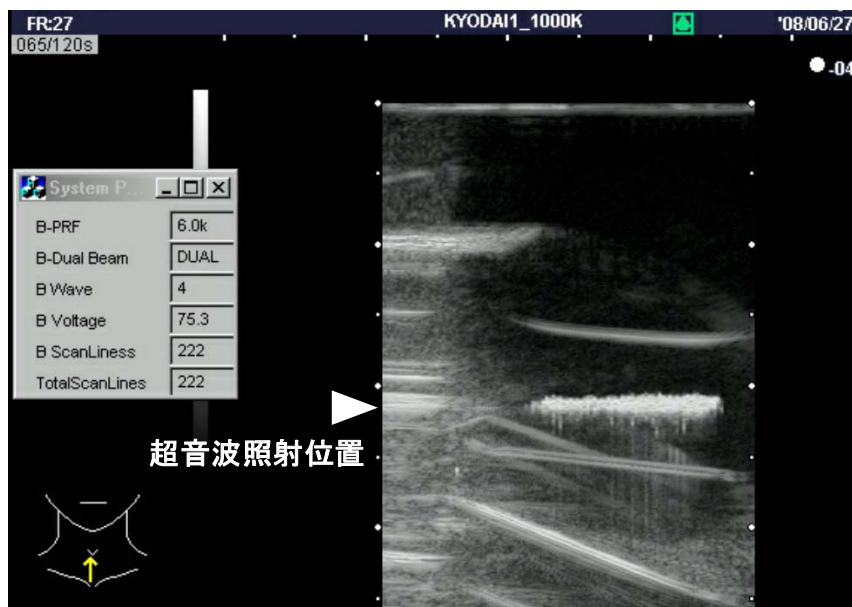 FR:27
KYODAI1_1000K
'08/06/27
065/120s
-04
System P...
B-PRF
6.0k
B-Dual Beam
DUAL
B Wave
4
B Voltage
75.3
B ScanLiness
222
TotalScanLines
222
超音波照射位置